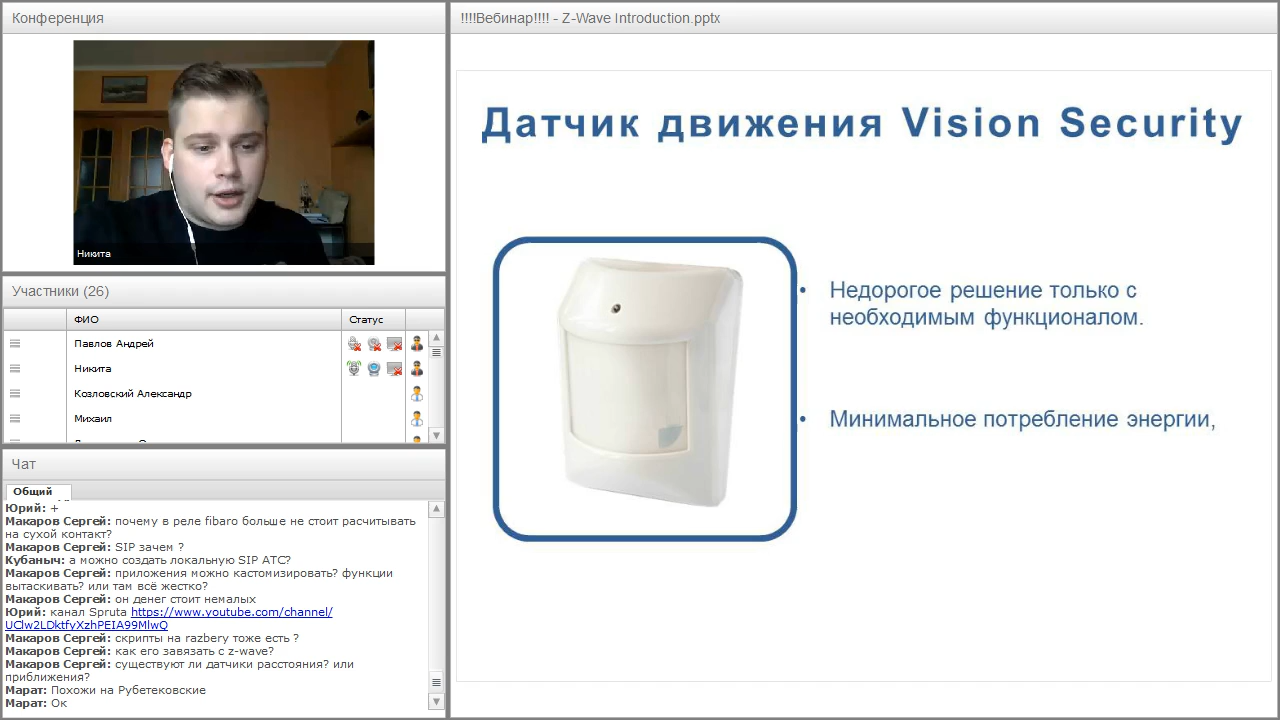 Конференция
Никита
Участники (26)
ФИО
Статус
Павлов Андрей
Никита
Козловский Александр
Михаил
Чат
Общий
Юрий: +
Макаров Сергей: почему в реле fibaro больше не стоит расчитывать
на сухой контакт?
Макаров Сергей: SIP зачем ?
Кубаныч: а можно создать локальную SIP АТС?
Макаров Сергей: приложения можно кастомизировать? функции
вытаскивать? или там всё жестко?
Макаров Сергей: он денег стоит немалых
Юрий: канал Spruta https://www.youtube.com/channel/
UClw2LDktfyXzhPEIA99MlwQ
Макаров Сергей: скрипты на razbery тоже есть ?
Макаров Сергей: как его завязать с z-wave?
Макаров Сергей: существуют ли датчики расстояния? или
приближения?
Марат: Похожи на Рубетековские
Марат: Ок
!!!!Вебинар!!!! - Z-Wave Introduction.pptx
Датчик движения Vision Security
• Недорогое решение только с
необходимым функционалом.
• Минимальное потребление энергии,